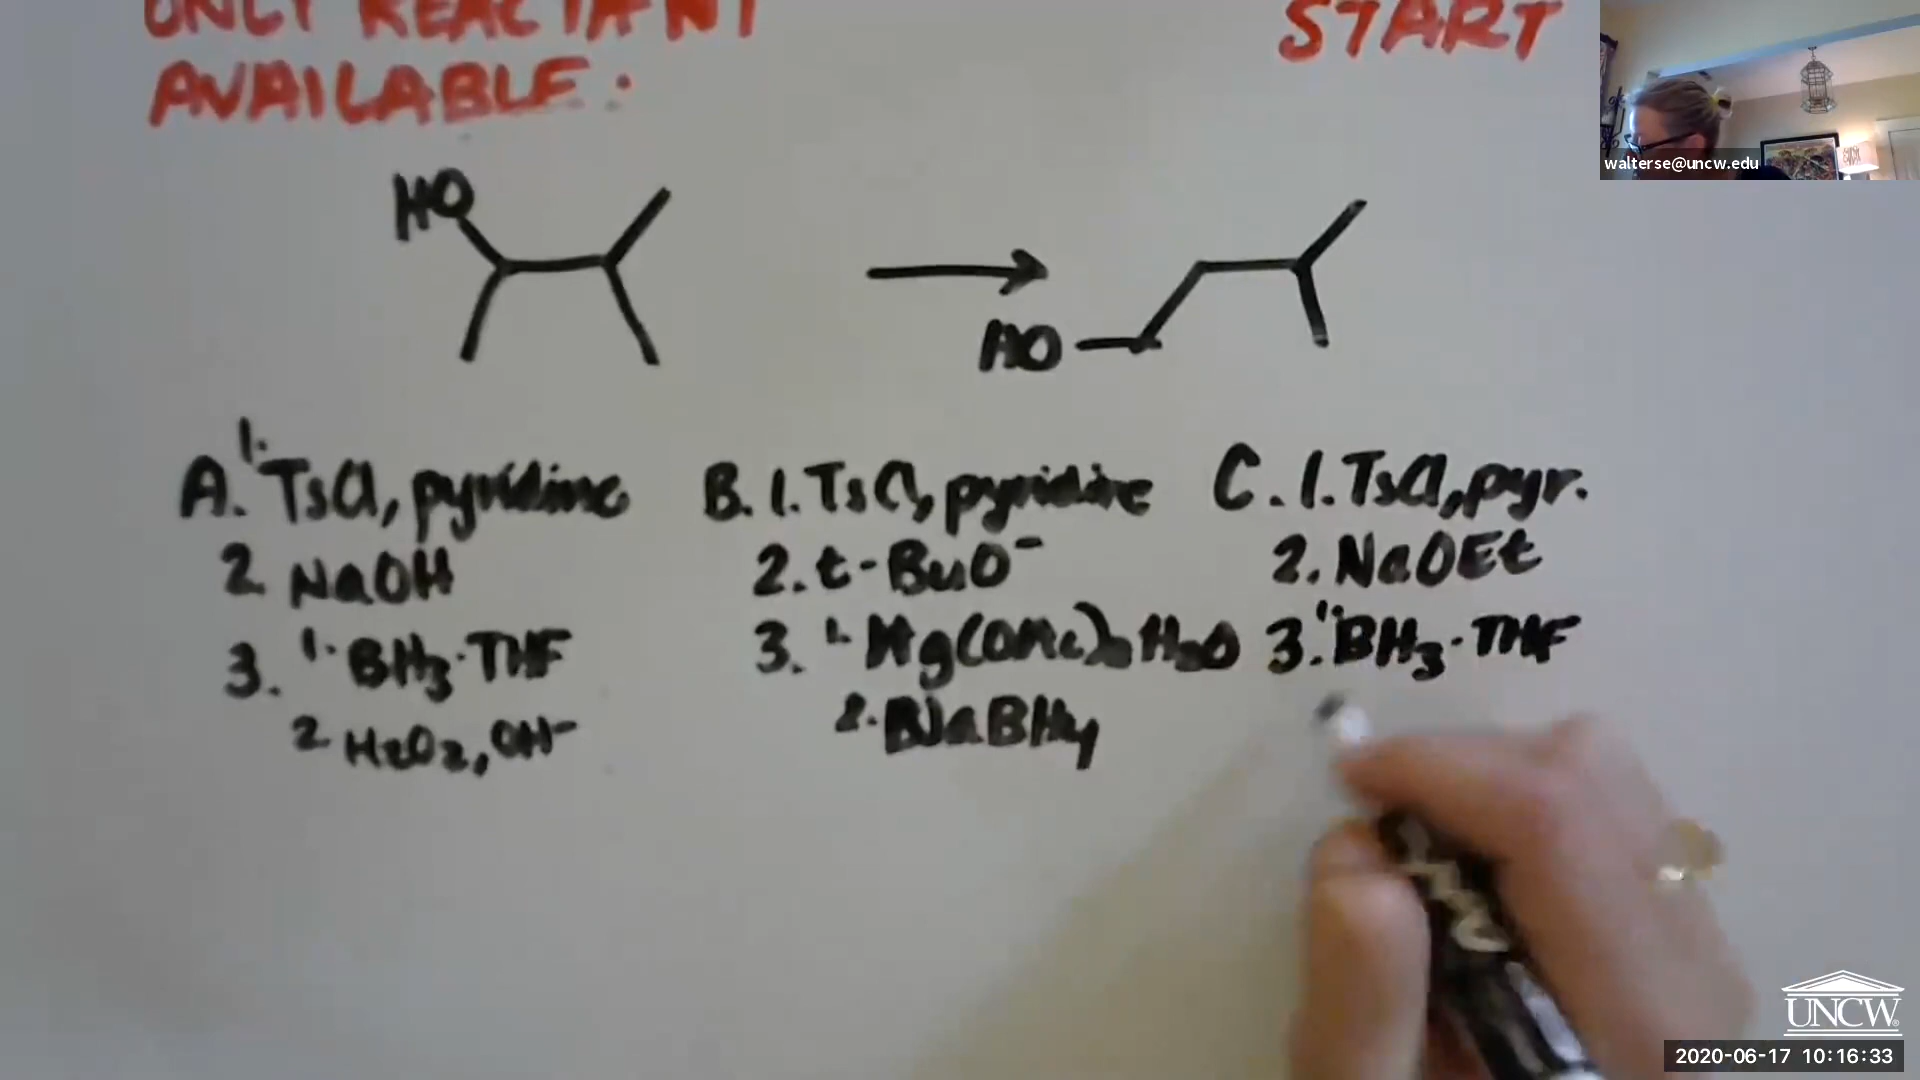 ONLY REACTANT
AVAILABLE:
START
walterse@uncw.edu
HO
HO
A. 1. TsCl, pyridine
2 NaOH
3. 1. BH3·THF
2 H2O2, OH-
B. 1. TsCl, pyridine
2. t-BuO-
3. 1. Hg(OAc)2 H2O
2. NaBH4
C. 1. TsCl, pyr.
2. NaOEt
3. 1. BH3·THF
UNCW
2020-06-17 10:16:33